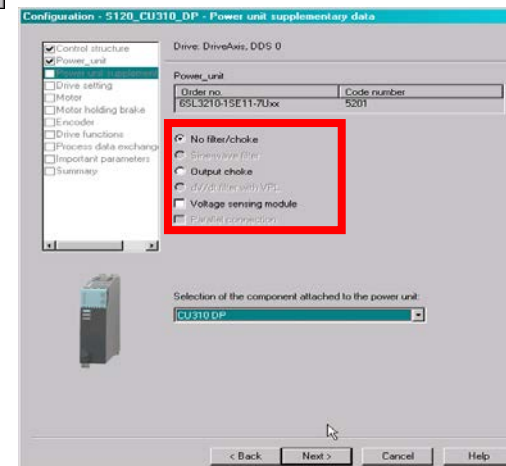 Configuration - S120_CU310_DP - Power unit supplementary data
Control structure
Power_unit
Power unit supplement
Drive setting
Motor
Motor holding brake
Encoder
Drive functions
Process data exchang
Important parameters
Summary
Drive: DriveAxis, DDS 0
Power_unit
Order no. Code number
6SL3210-1SE11-7Uxx 5201
No filter/choke
Sinewave filter
Output choke
dV/dt filter with VPL
Voltage sensing module
Parallel connection
Selection of the component attached to the power unit:
CU310 DP
< Back Next > Cancel Help